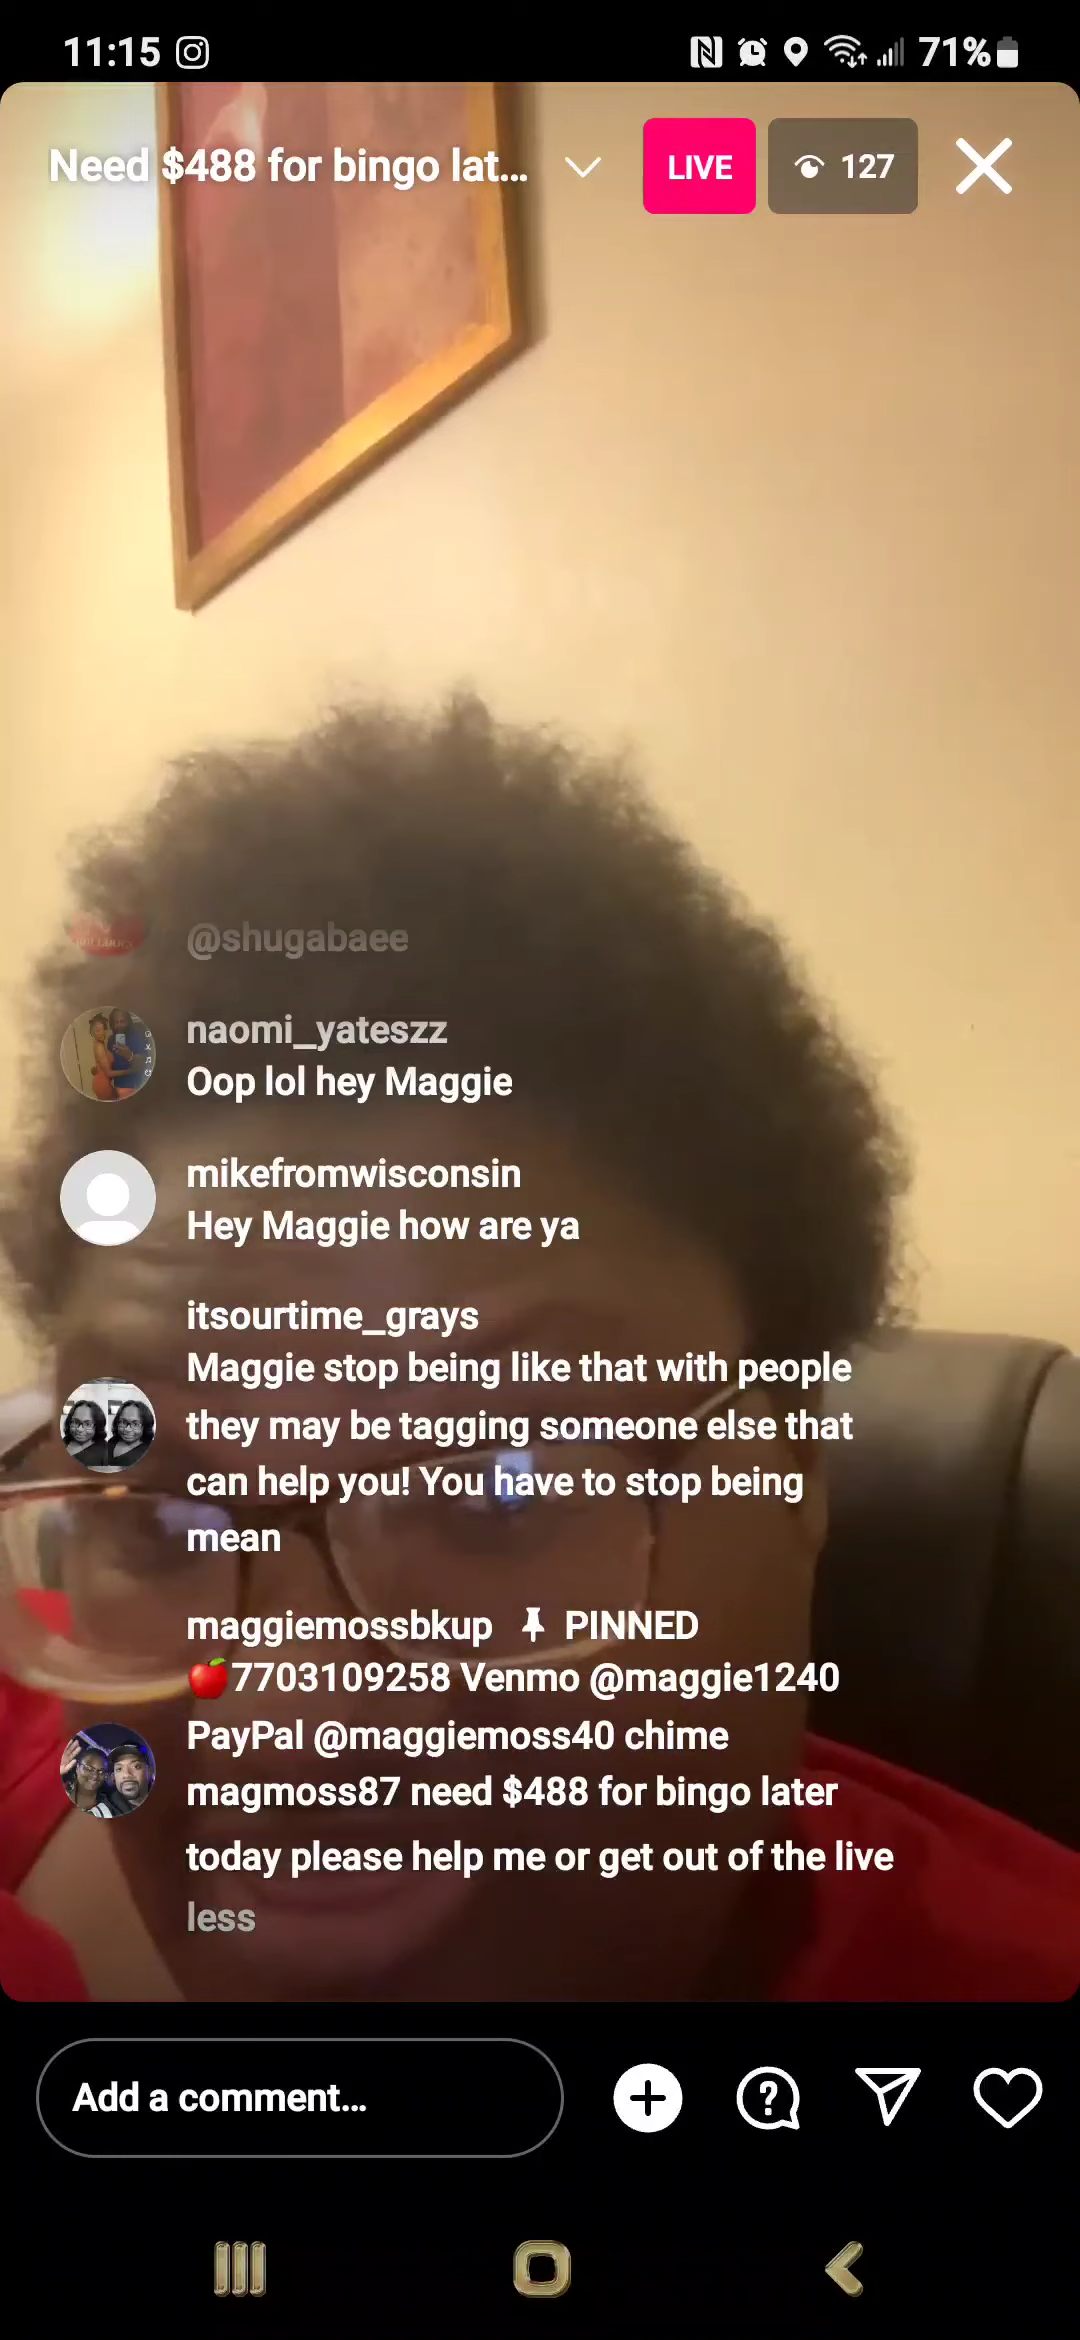 11:15
71%
Need $488 for bingo lat...
LIVE
127
@shugabaee
naomi_yateszz
Oop lol hey Maggie
mikefromwisconsin
Hey Maggie how are ya
itsourtime_grays
Maggie stop being like that with people
they may be tagging someone else that
can help you! You have to stop being
mean
maggiemossbkup PINNED
🍎7703109258 Venmo @maggie1240
PayPal @maggiemoss40 chime
magmoss87 need $488 for bingo later
today please help me or get out of the live
less
Add a comment...